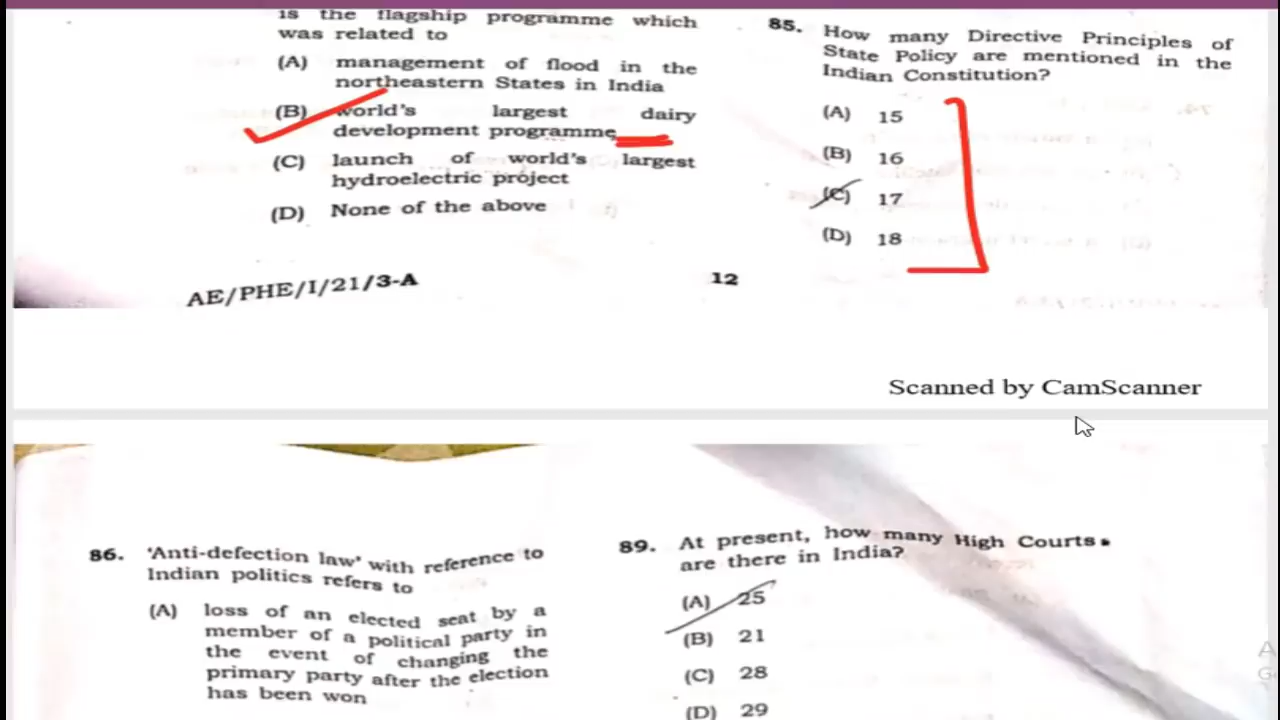 is the flagship programme which
was related to
(A) management of flood in the
northeastern States in India
(B) world's largest dairy
development programme
(C) launch of world's largest
hydroelectric project
(D) None of the above
AE/PHE/I/21/3-A
12
85. How many Directive Principles of
State Policy are mentioned in the
Indian Constitution?
(A) 15
(B) 16
(C) 17
(D) 18
Scanned by CamScanner
86. 'Anti-defection law' with reference to
Indian politics refers to
(A) loss of an elected seat by a
member of a political party in
the event of changing the
primary party after the election
has been won
89. At present, how many High Courts
are there in India?
(A) 25
(B) 21
(C) 28
(D) 29